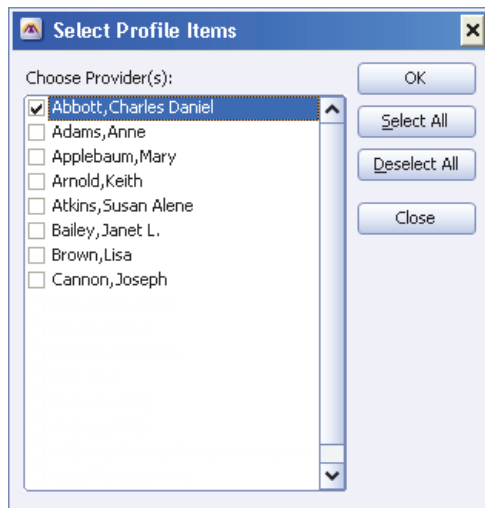 Select Profile Items
Choose Provider(s):
Abbott,Charles Daniel
Adams,Anne
Applebaum,Mary
Arnold,Keith
Atkins,Susan Alene
Bailey,Janet L.
Brown,Lisa
Cannon,Joseph
OK
Select All
Deselect All
Close